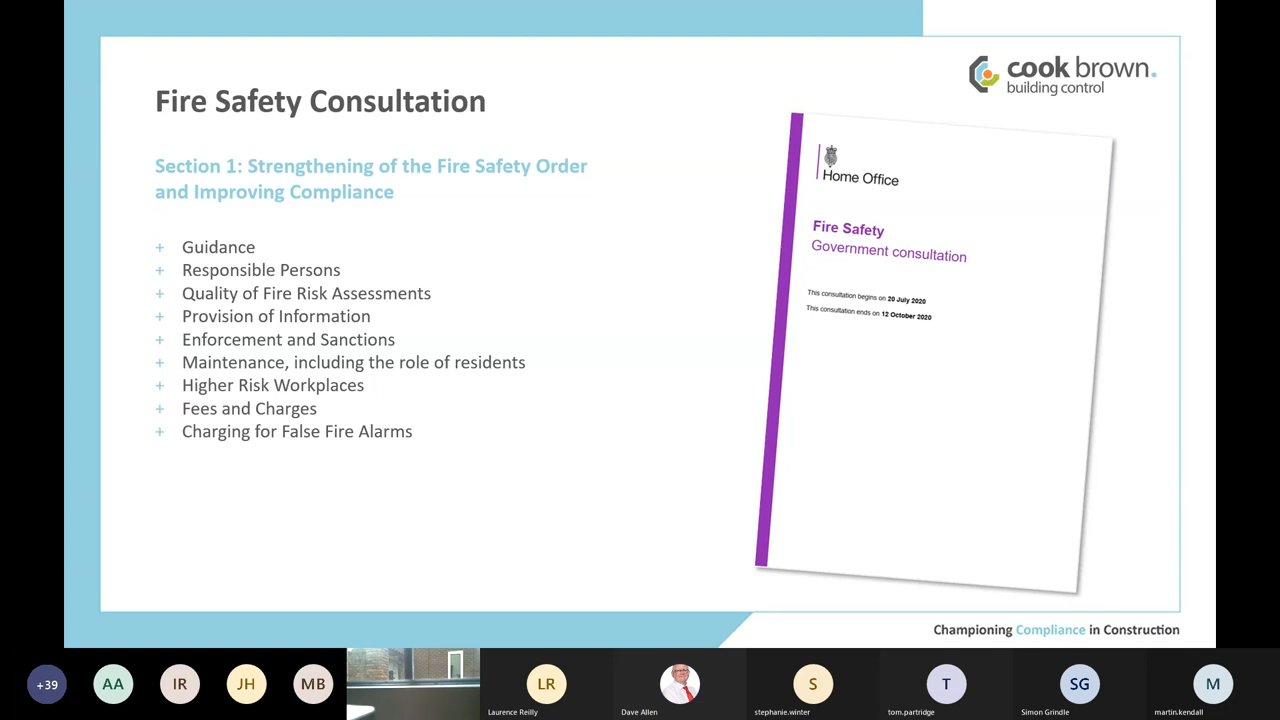 cook brown.
building control
Fire Safety Consultation
Section 1: Strengthening of the Fire Safety Order
and Improving Compliance
+ Guidance
+ Responsible Persons
+ Quality of Fire Risk Assessments
+ Provision of Information
+ Enforcement and Sanctions
+ Maintenance, including the role of residents
+ Higher Risk Workplaces
+ Fees and Charges
+ Charging for False Fire Alarms
Home Office
Fire Safety
Government consultation
This consultation begins on 20 July 2020
This consultation ends on 12 October 2020
Championing Compliance in Construction
+39
AA
IR
JH
MB
LR
S
T
SG
M
Laurence Reilly
Dave Allen
stephanie.winter
tom.partridge
Simon Grindle
martin.kendall